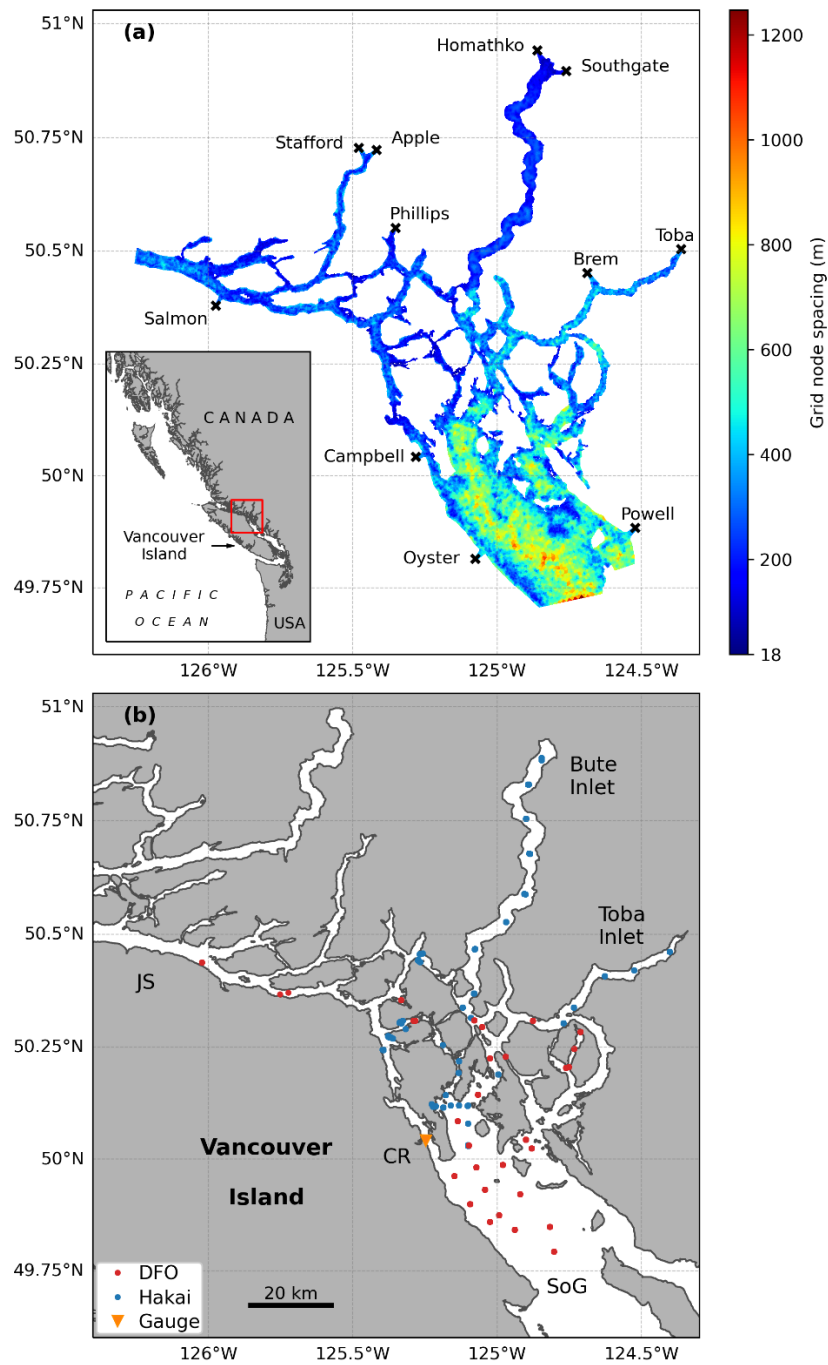 (a)
51°N
50.75°N
50.5°N
50.25°N
50°N
49.75°N
126°W
125.5°W
125°W
124.5°W
Homathko
Southgate
Stafford
Apple
Phillips
Toba
Brem
Salmon
Campbell
Powell
Oyster
CANADA
Vancouver
Island
PACIFIC
OCEAN
USA
1200
1000
800
600
400
200
18
Grid node spacing (m)
(b)
51°N
50.75°N
50.5°N
50.25°N
50°N
49.75°N
Bute
Inlet
Toba
Inlet
JS
Vancouver
Island
CR
SoG
DFO
Hakai
Gauge
20 km
126°W
125.5°W
125°W
124.5°W